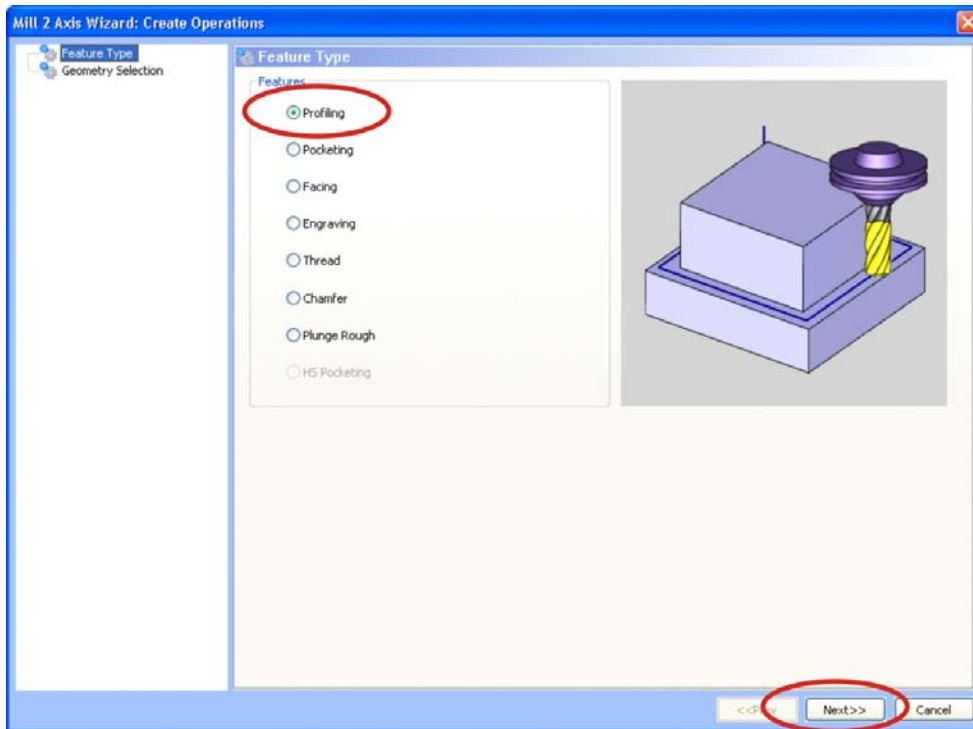 Mill 2 Axis Wizard: Create Operations
Feature Type
Geometry Selection
Feature Type
Features
Profiling
Pocketing
Facing
Engraving
Thread
Chamfer
Plunge Rough
HS Pocketing
<<Prev
Next>>
Cancel